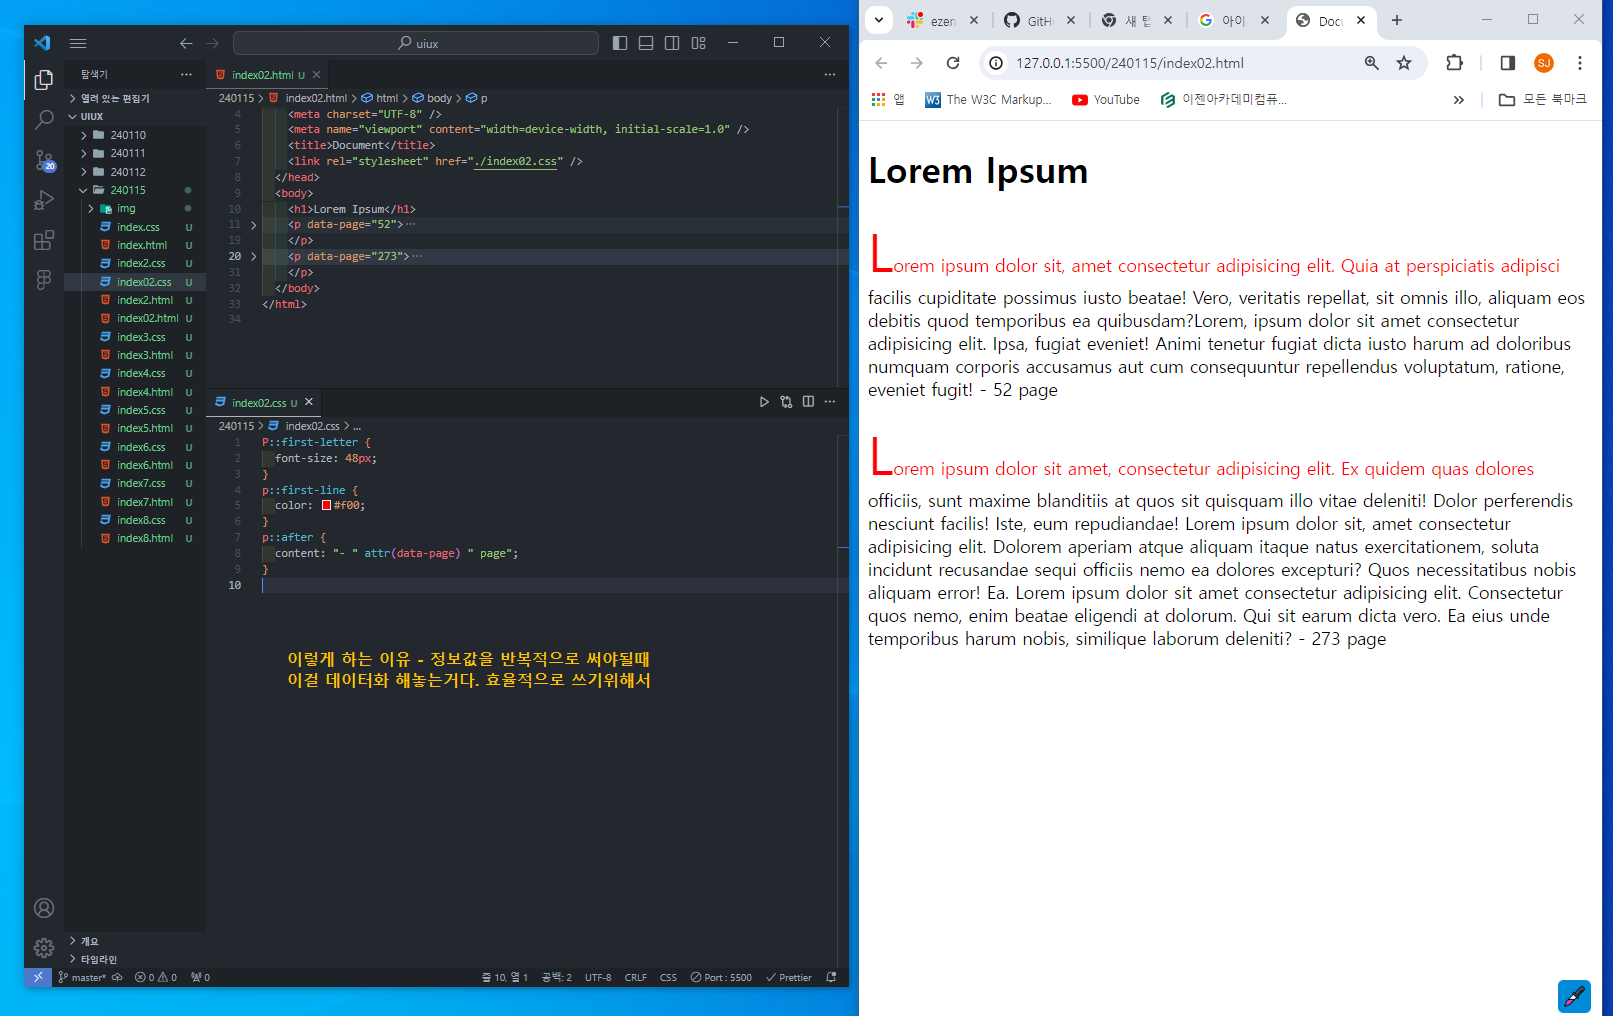 uiux
탐색기
열려 있는 편집기
UIUX
240110
240111
240112
240115
img
index.css U
index.html U
index2.css U
index02.css U
index2.html U
index02.html U
index3.css U
index3.html U
index4.css U
index4.html U
index5.css U
index5.html U
index6.css U
index6.html U
index7.css U
index7.html U
index8.css U
index8.html U
개요
타임라인
20
index02.html U
240115 > index02.html > html > body > p
4 <meta charset="UTF-8" />
5 <meta name="viewport" content="width=device-width, initial-scale=1.0" />
6 <title>Document</title>
7 <link rel="stylesheet" href="./index02.css" />
8 </head>
9 <body>
10 <h1>Lorem Ipsum</h1>
11 <p data-page="52">…
19 </p>
20 <p data-page="273">…
31 </p>
32 </body>
33 </html>
34
index02.css U
240115 > index02.css > ...
1 P::first-letter {
2 font-size: 48px;
3 }
4 p::first-line {
5 color: #f00;
6 }
7 p::after {
8 content: "- " attr(data-page) " page";
9 }
10
이렇게 하는 이유 - 정보값을 반복적으로 써야될때
이걸 데이터화 해놓는거다. 효율적으로 쓰기위해서
master* 0 0 0 줄 10, 열 1 공백: 2 UTF-8 CRLF CSS Port : 5500 Prettier
ezen GitH 새 탭 아이 Docu
127.0.0.1:5500/240115/index02.html SJ
앱 W3 The W3C Markup... YouTube 이젠아카데미컴퓨... » 모든 북마크
Lorem Ipsum
Lorem ipsum dolor sit, amet consectetur adipisicing elit. Quia at perspiciatis adipisci
facilis cupiditate possimus iusto beatae! Vero, veritatis repellat, sit omnis illo, aliquam eos
debitis quod temporibus ea quibusdam?Lorem, ipsum dolor sit amet consectetur
adipisicing elit. Ipsa, fugiat eveniet! Animi tenetur fugiat dicta iusto harum ad doloribus
numquam corporis accusamus aut cum consequuntur repellendus voluptatum, ratione,
eveniet fugit! - 52 page
Lorem ipsum dolor sit amet, consectetur adipisicing elit. Ex quidem quas dolores
officiis, sunt maxime blanditiis at quos sit quisquam illo vitae deleniti! Dolor perferendis
nesciunt facilis! Iste, eum repudiandae! Lorem ipsum dolor sit, amet consectetur
adipisicing elit. Dolorem aperiam atque aliquam itaque natus exercitationem, soluta
incidunt recusandae sequi officiis nemo ea dolores excepturi? Quos necessitatibus nobis
aliquam error! Ea. Lorem ipsum dolor sit amet consectetur adipisicing elit. Consectetur
quos nemo, enim beatae eligendi at dolorum. Qui sit earum dicta vero. Ea eius unde
temporibus harum nobis, similique laborum deleniti? - 273 page